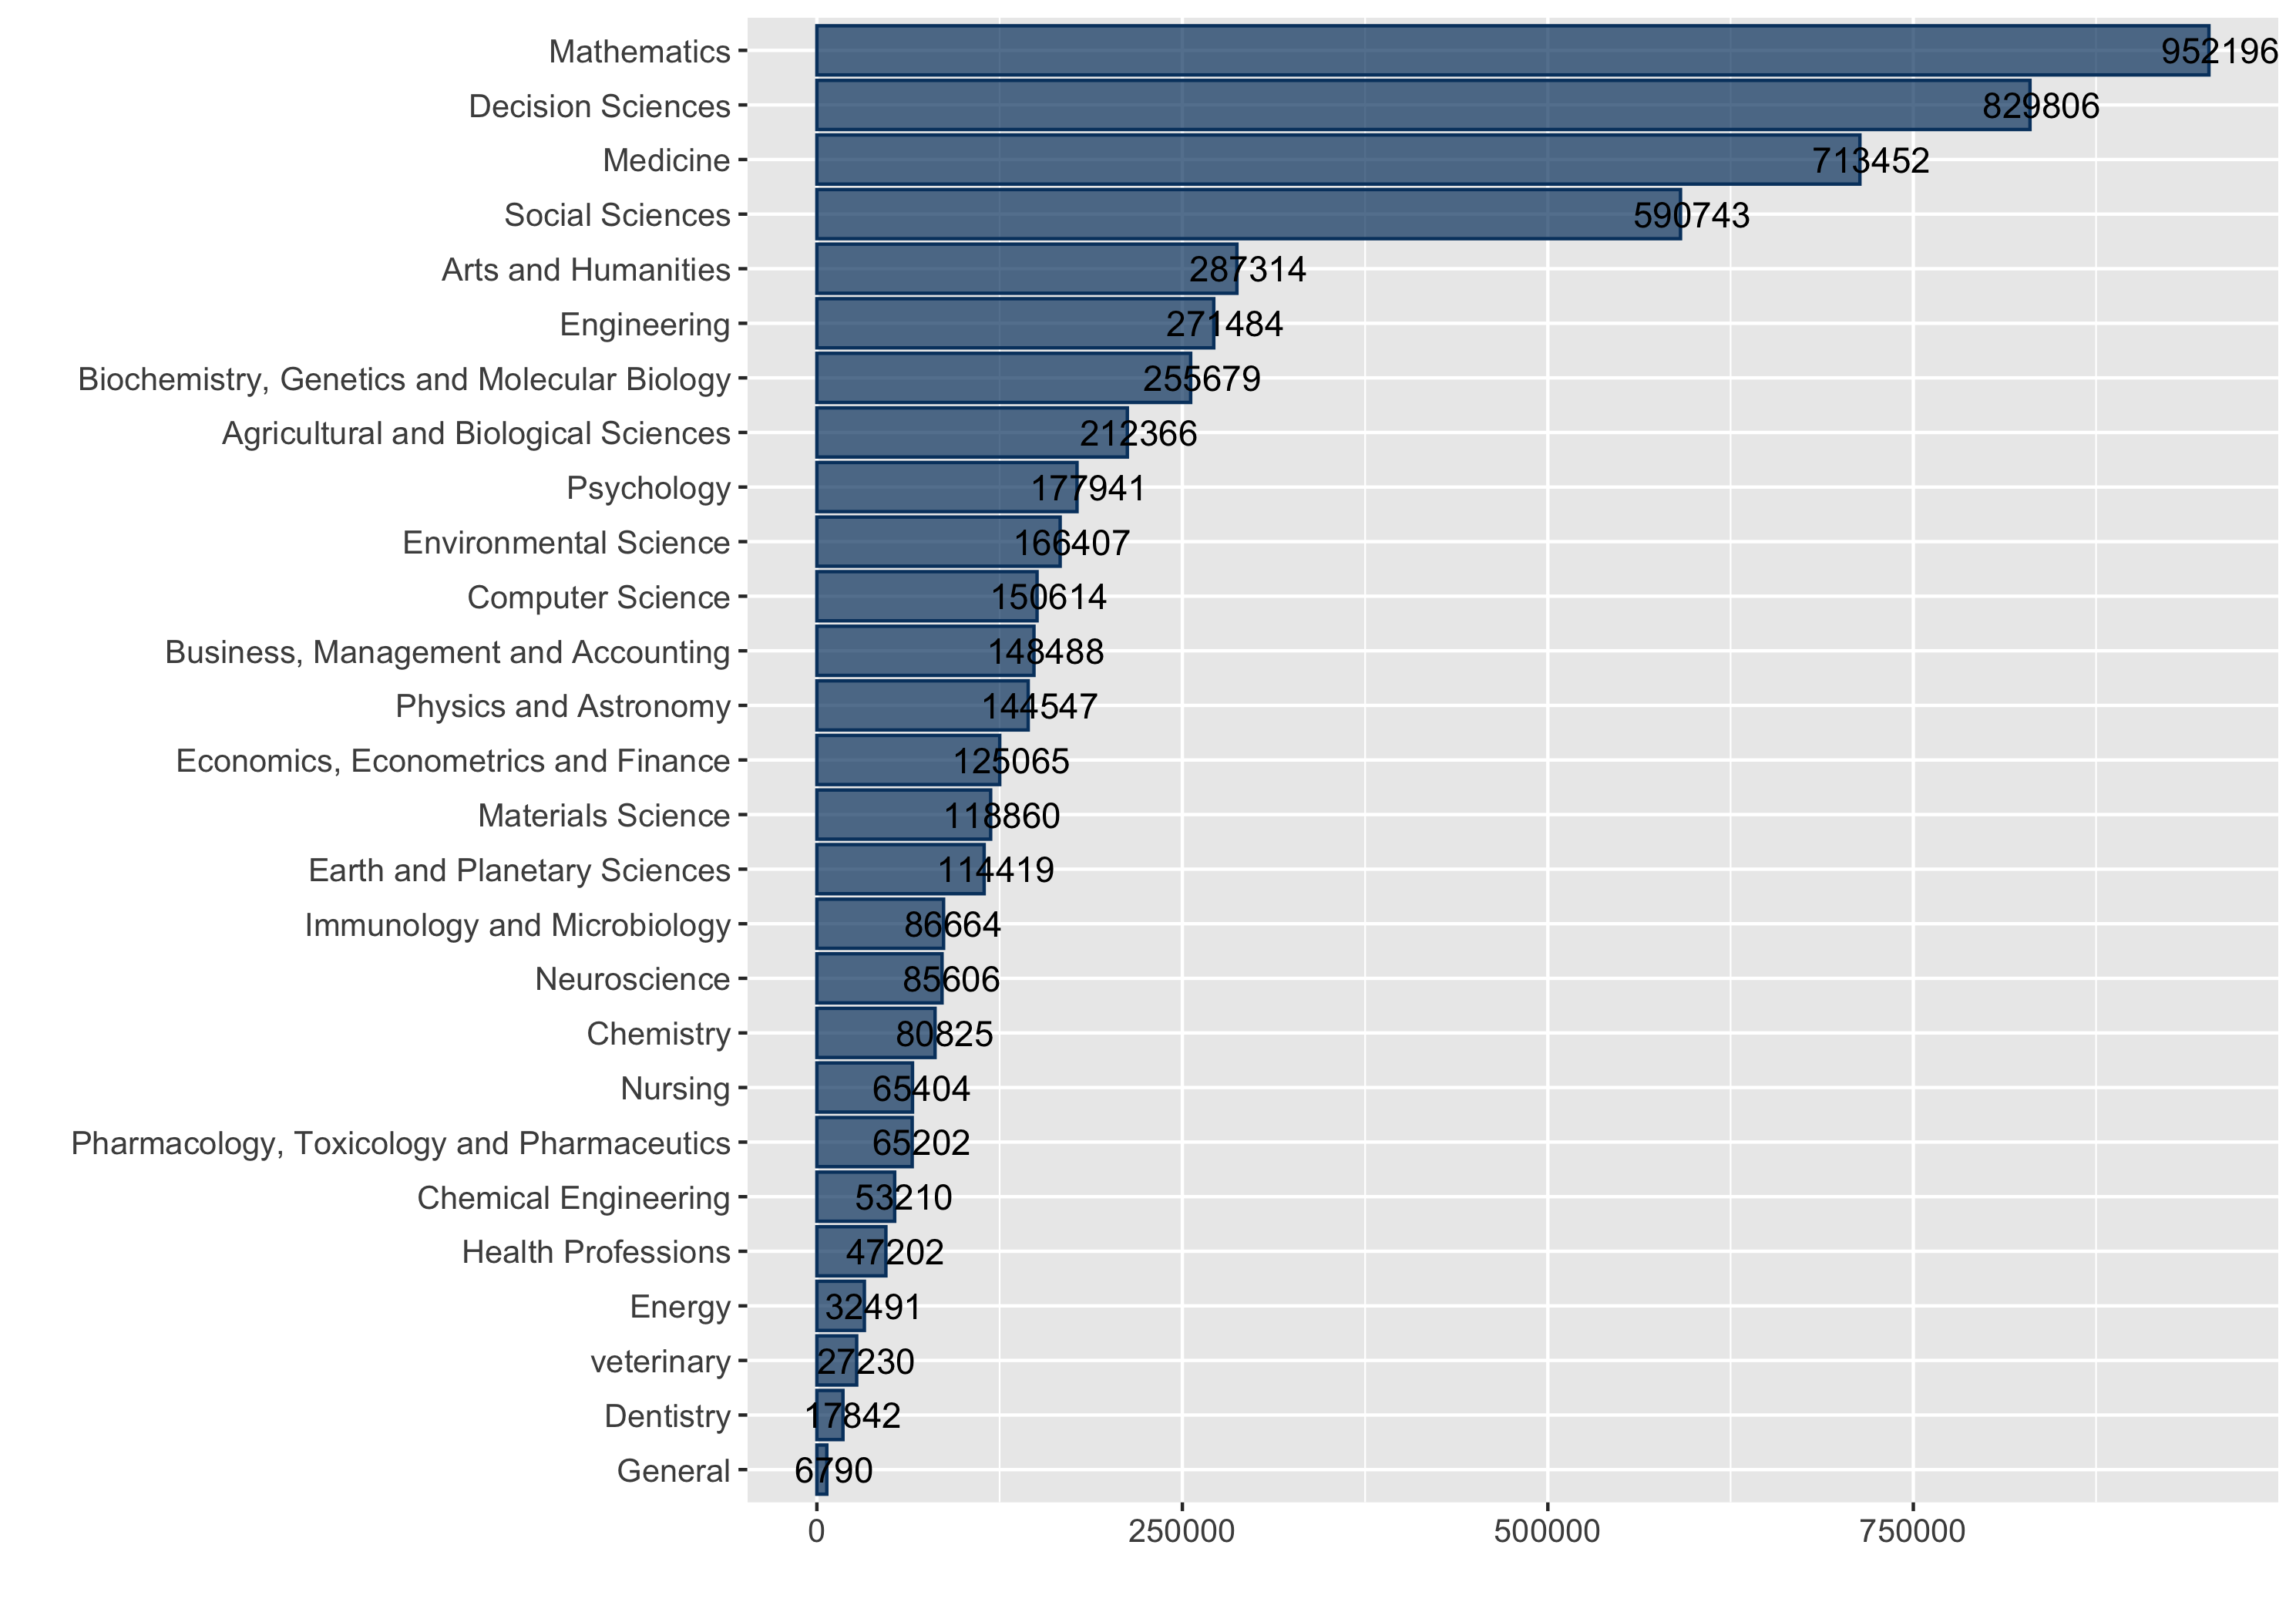 Mathematics 952196
Decision Sciences 829806
Medicine 713452
Social Sciences 590743
Arts and Humanities 287314
Engineering 271484
Biochemistry, Genetics and Molecular Biology 255679
Agricultural and Biological Sciences 212366
Psychology 177941
Environmental Science 166407
Computer Science 150614
Business, Management and Accounting 148488
Physics and Astronomy 144547
Economics, Econometrics and Finance 125065
Materials Science 118860
Earth and Planetary Sciences 114419
Immunology and Microbiology 86664
Neuroscience 85606
Chemistry 80825
Nursing 65404
Pharmacology, Toxicology and Pharmaceutics 65202
Chemical Engineering 53210
Health Professions 47202
Energy 32491
veterinary 27230
Dentistry 17842
General 6790
0 250000 500000 750000